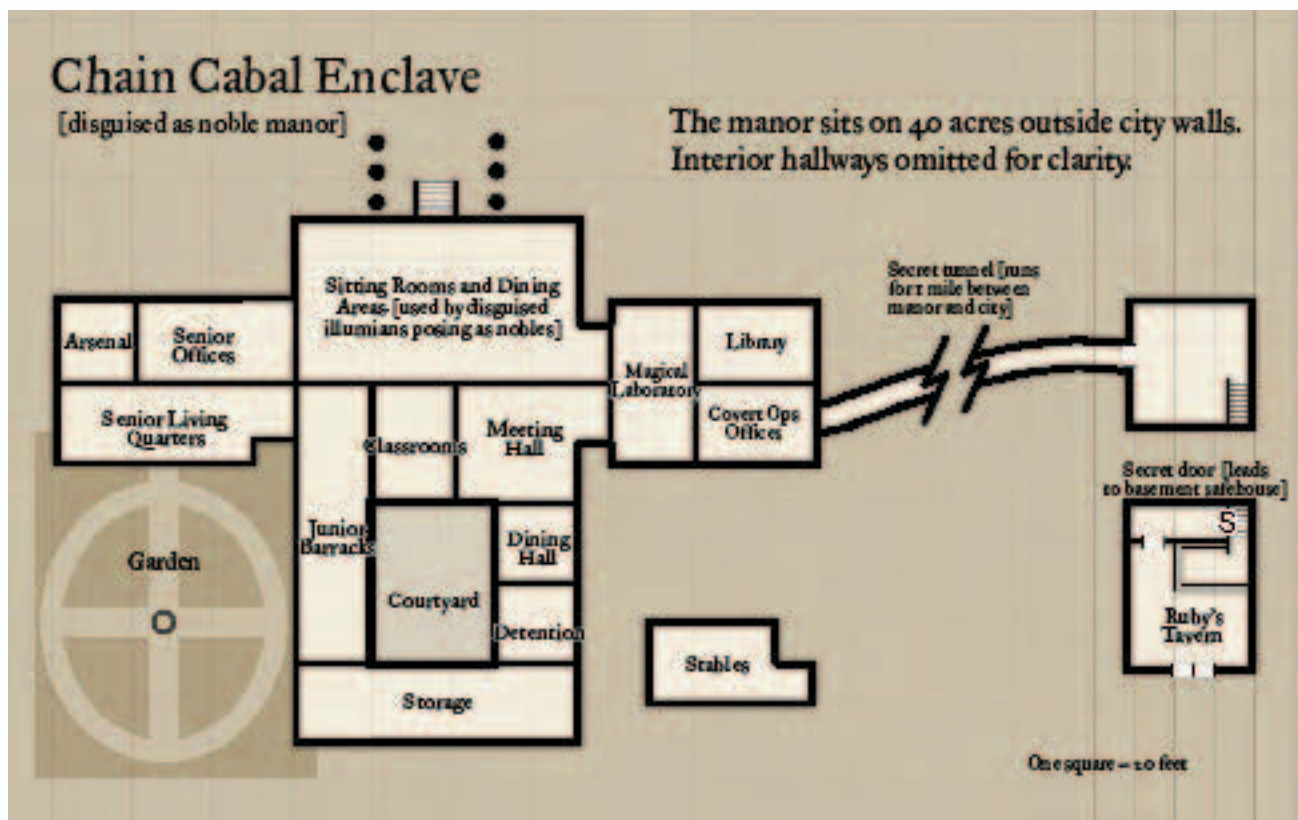 Chain Cabal Enclave
[disguised as noble manor]
The manor sits on 40 acres outside city walls.
Interior hallways omitted for clarity.
Sitting Rooms and Dining
Areas [used by disguised
illumians posing as nobles]
Secret tunnel [runs
for 1 mile between
manor and city]
Arsenal
Senior
Offices
Library
Magical
Laboratory
Senior Living
Quarters
Classrooms
Meeting
Hall
Covert Ops
Offices
Secret door [leads
to basement safehouse]
S
Junior
Barracks
Dining
Hall
Garden
Courtyard
Detention
Ruby's
Tavern
Stables
Storage
One square = feet